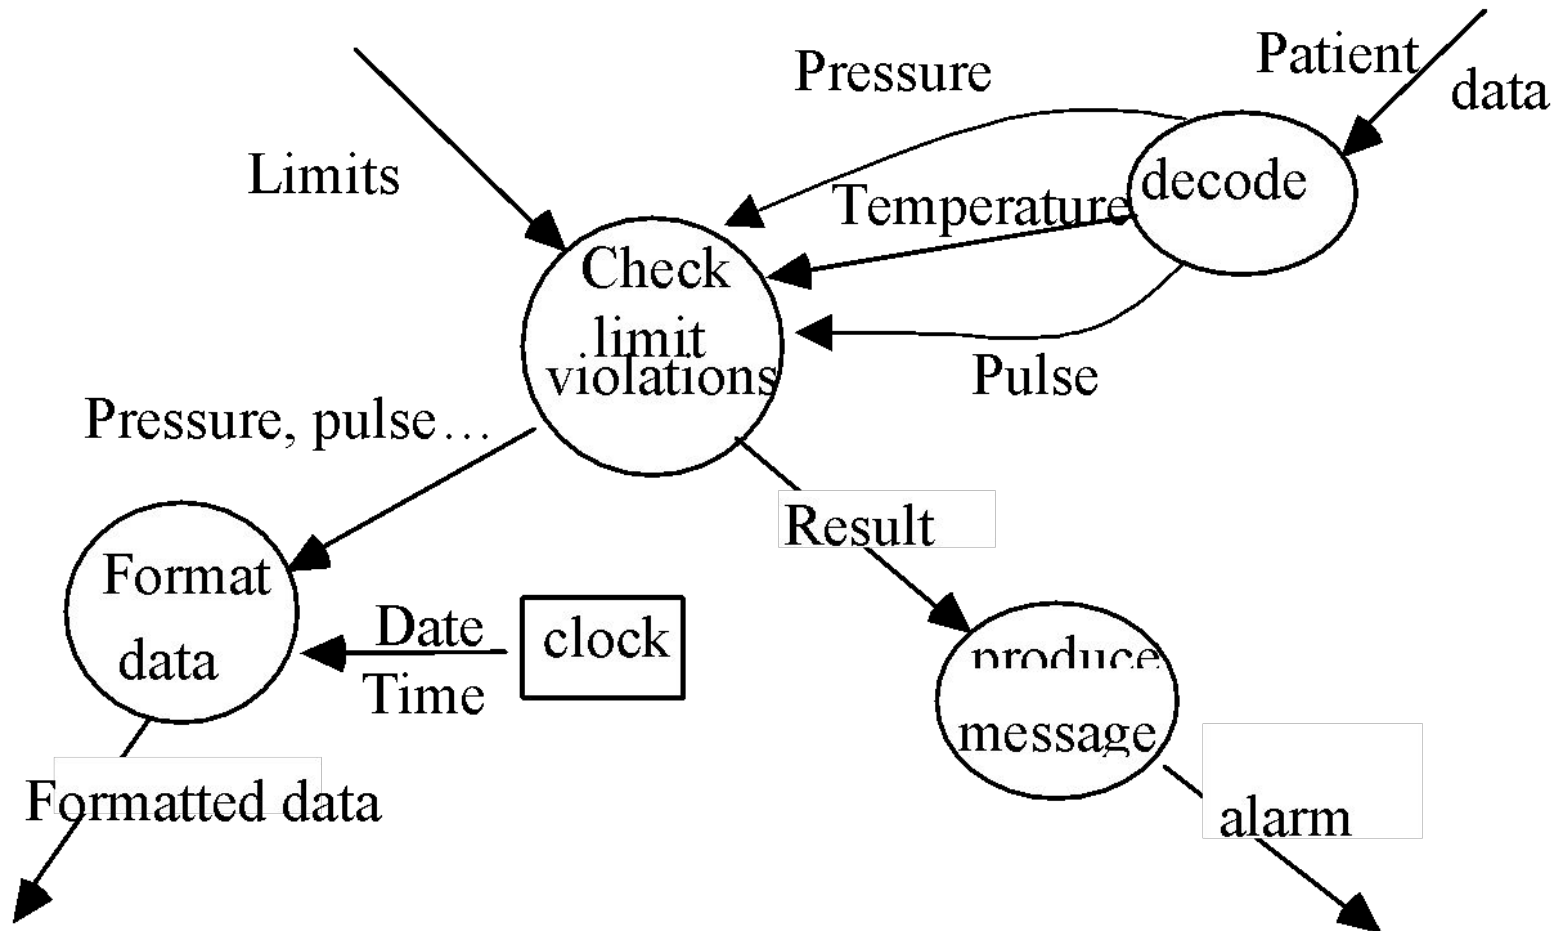 Patient
data
Pressure
Limits
Temperature
decode
Check
limit
violations
Pulse
Pressure, pulse…
Result
Format
data
Date
Time
clock
produce
message
Formatted data
alarm